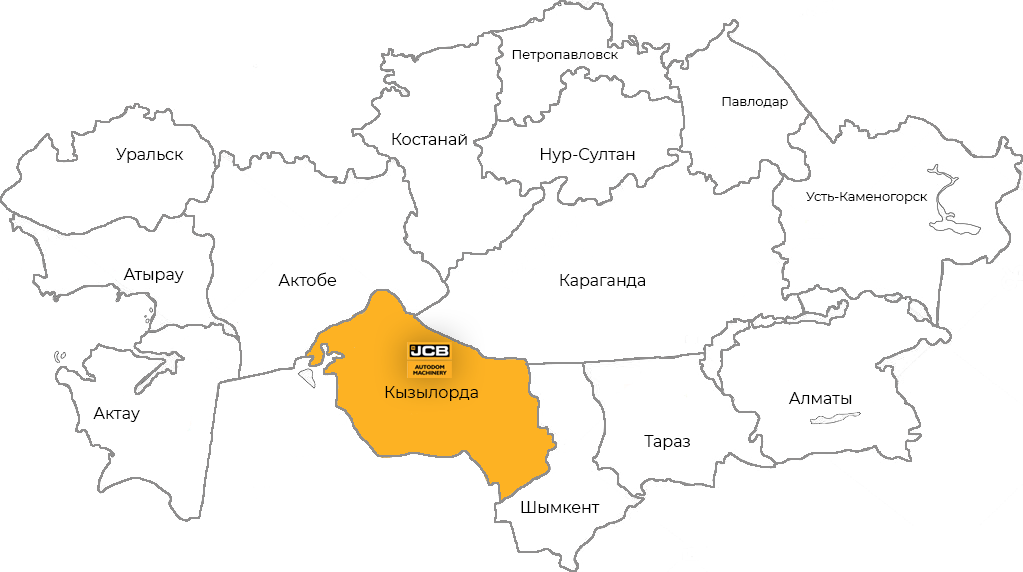 Петропавловск
Павлодар
Костанай
Уральск
Нур-Султан
Усть-Каменогорск
Атырау
Актобе
Караганда
JCB
AUTODOM
MACHINERY
Кызылорда
Алматы
Актау
Тараз
Шымкент